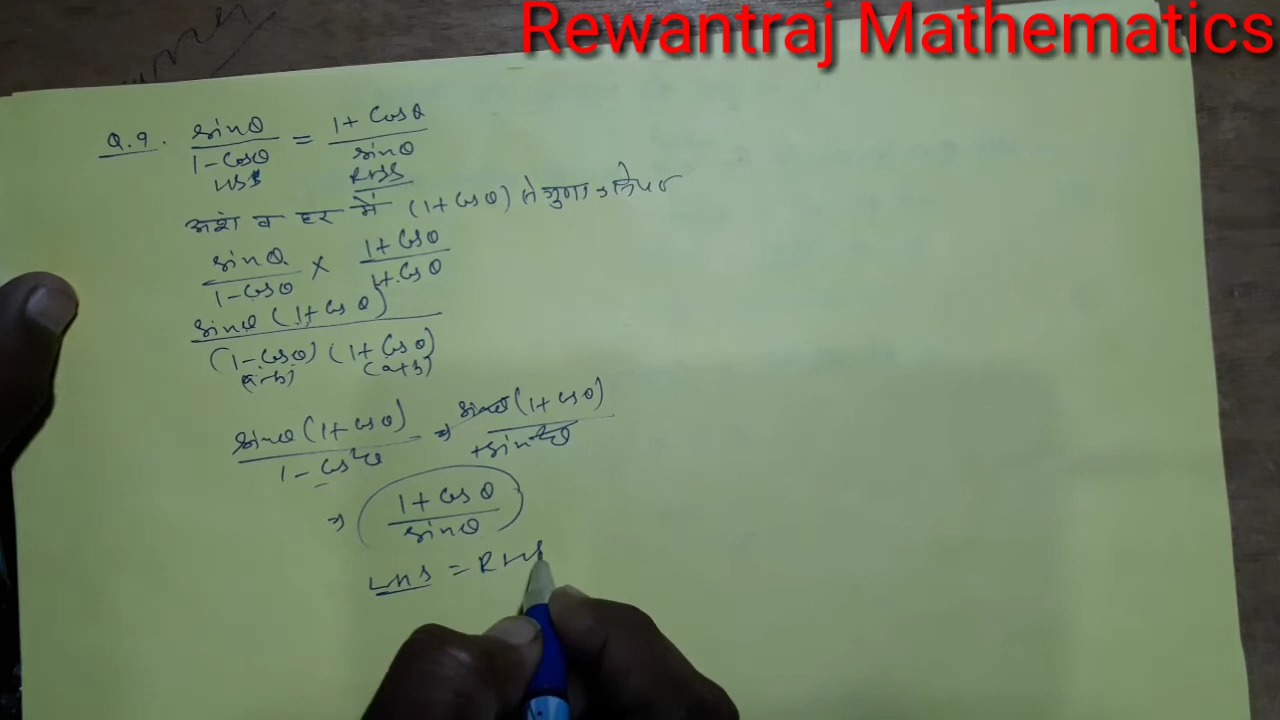 Rewantraj Mathematics
Q.9. sinθ/1-cosθ = 1+cosθ/sinθ
LHS RHS
अशं व हर में (1+cosθ) से गुणा
sinθ/1-cosθ × 1+cosθ/1+cosθ
sinθ(1+cosθ)/(1-cosθ)(1+cosθ)
(a-b) (a+b)
sinθ(1+cosθ)/1-cos²θ ⇒ sinθ(1+cosθ)/+sin²θ
⇒ 1+cosθ/sinθ
LHS = RHS